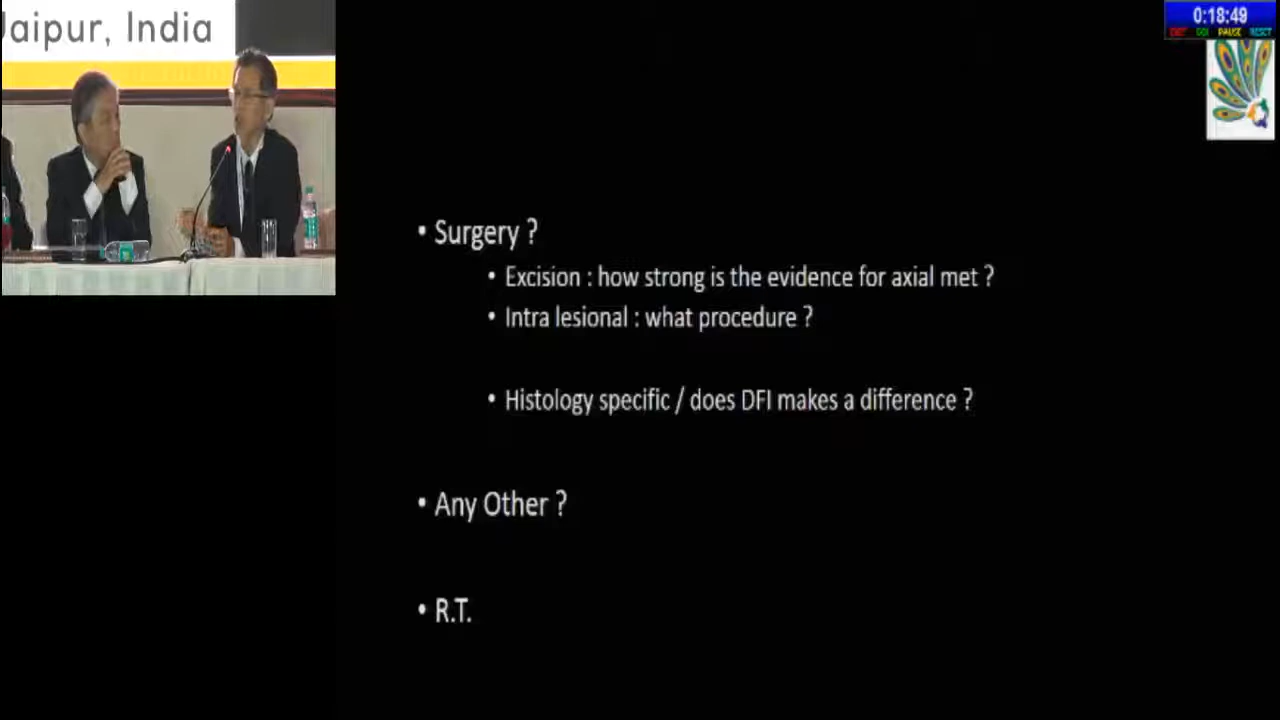 Jaipur, India
0:18:49
PAUSE
• Surgery ?
• Excision : how strong is the evidence for axial met ?
• Intra lesional : what procedure ?
• Histology specific / does DFI makes a difference ?
• Any Other ?
• R.T.